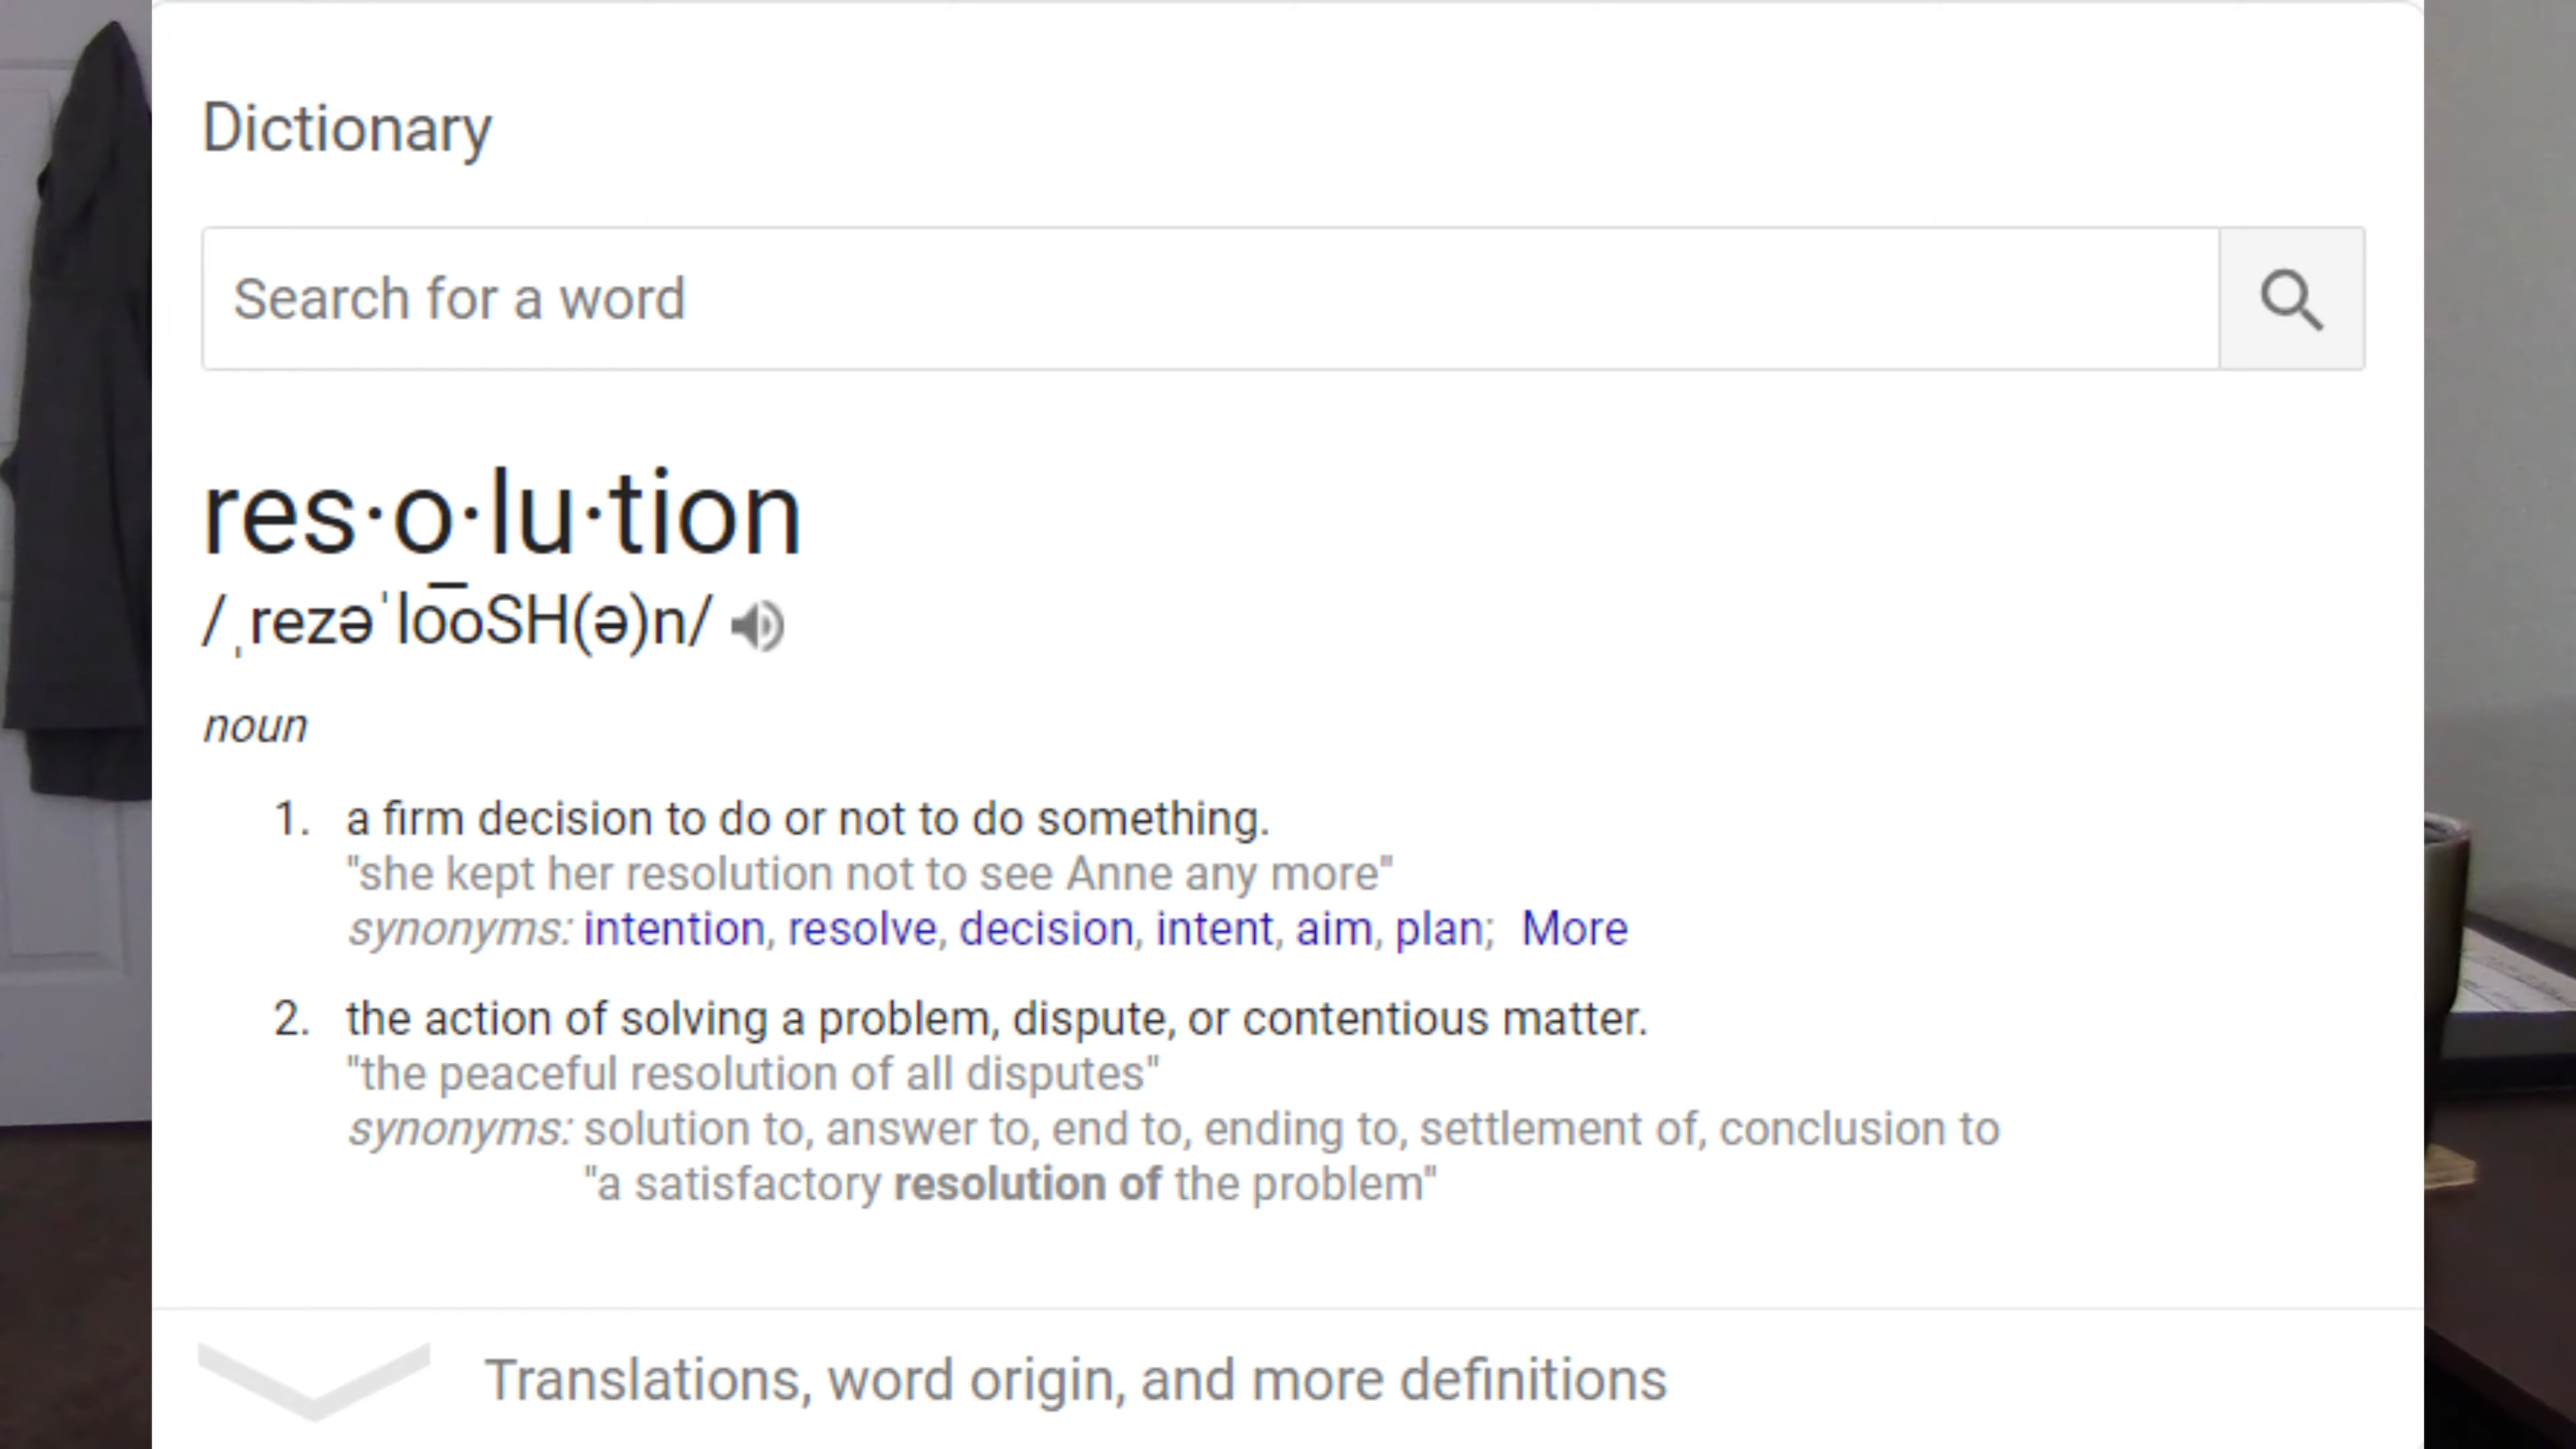 Dictionary
Search for a word
res·o·lu·tion
/ˌrezəˈlo͞oSH(ə)n/
noun
1. a firm decision to do or not to do something.
"she kept her resolution not to see Anne any more"
synonyms: intention, resolve, decision, intent, aim, plan; More
2. the action of solving a problem, dispute, or contentious matter.
"the peaceful resolution of all disputes"
synonyms: solution to, answer to, end to, ending to, settlement of, conclusion to
"a satisfactory resolution of the problem"
Translations, word origin, and more definitions